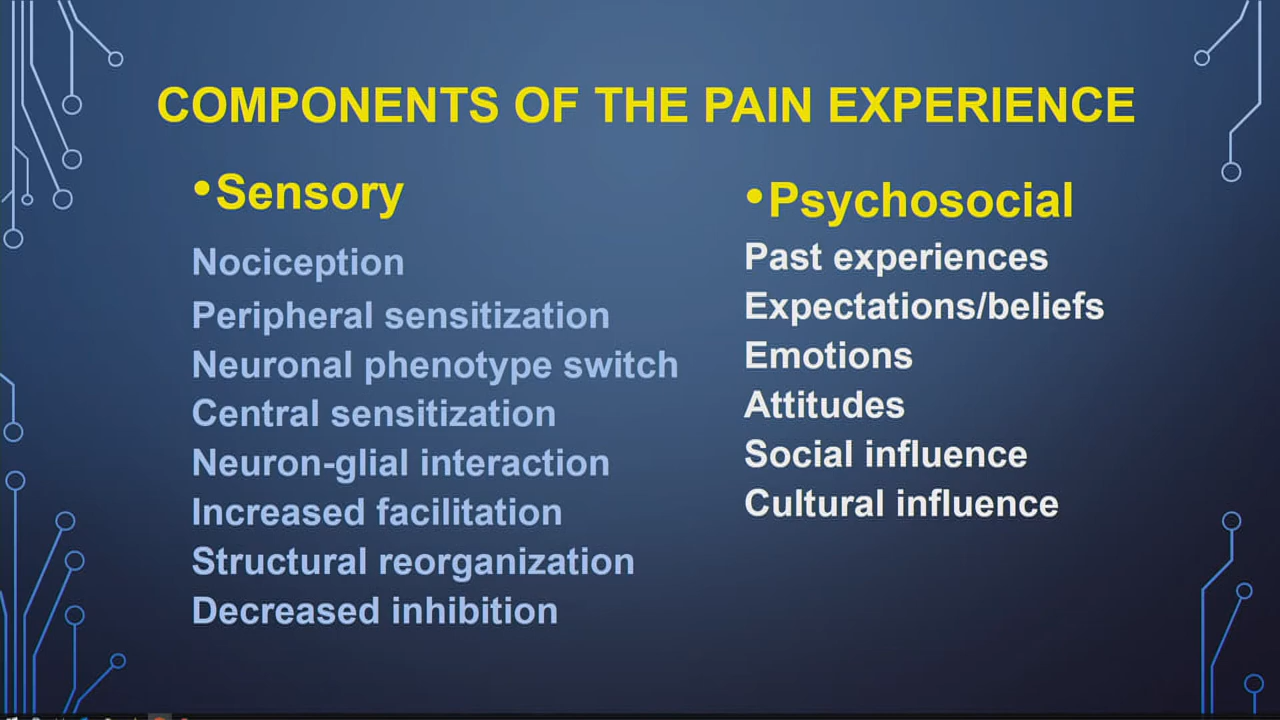 COMPONENTS OF THE PAIN EXPERIENCE
•Sensory
Nociception
Peripheral sensitization
Neuronal phenotype switch
Central sensitization
Neuron-glial interaction
Increased facilitation
Structural reorganization
Decreased inhibition
•Psychosocial
Past experiences
Expectations/beliefs
Emotions
Attitudes
Social influence
Cultural influence